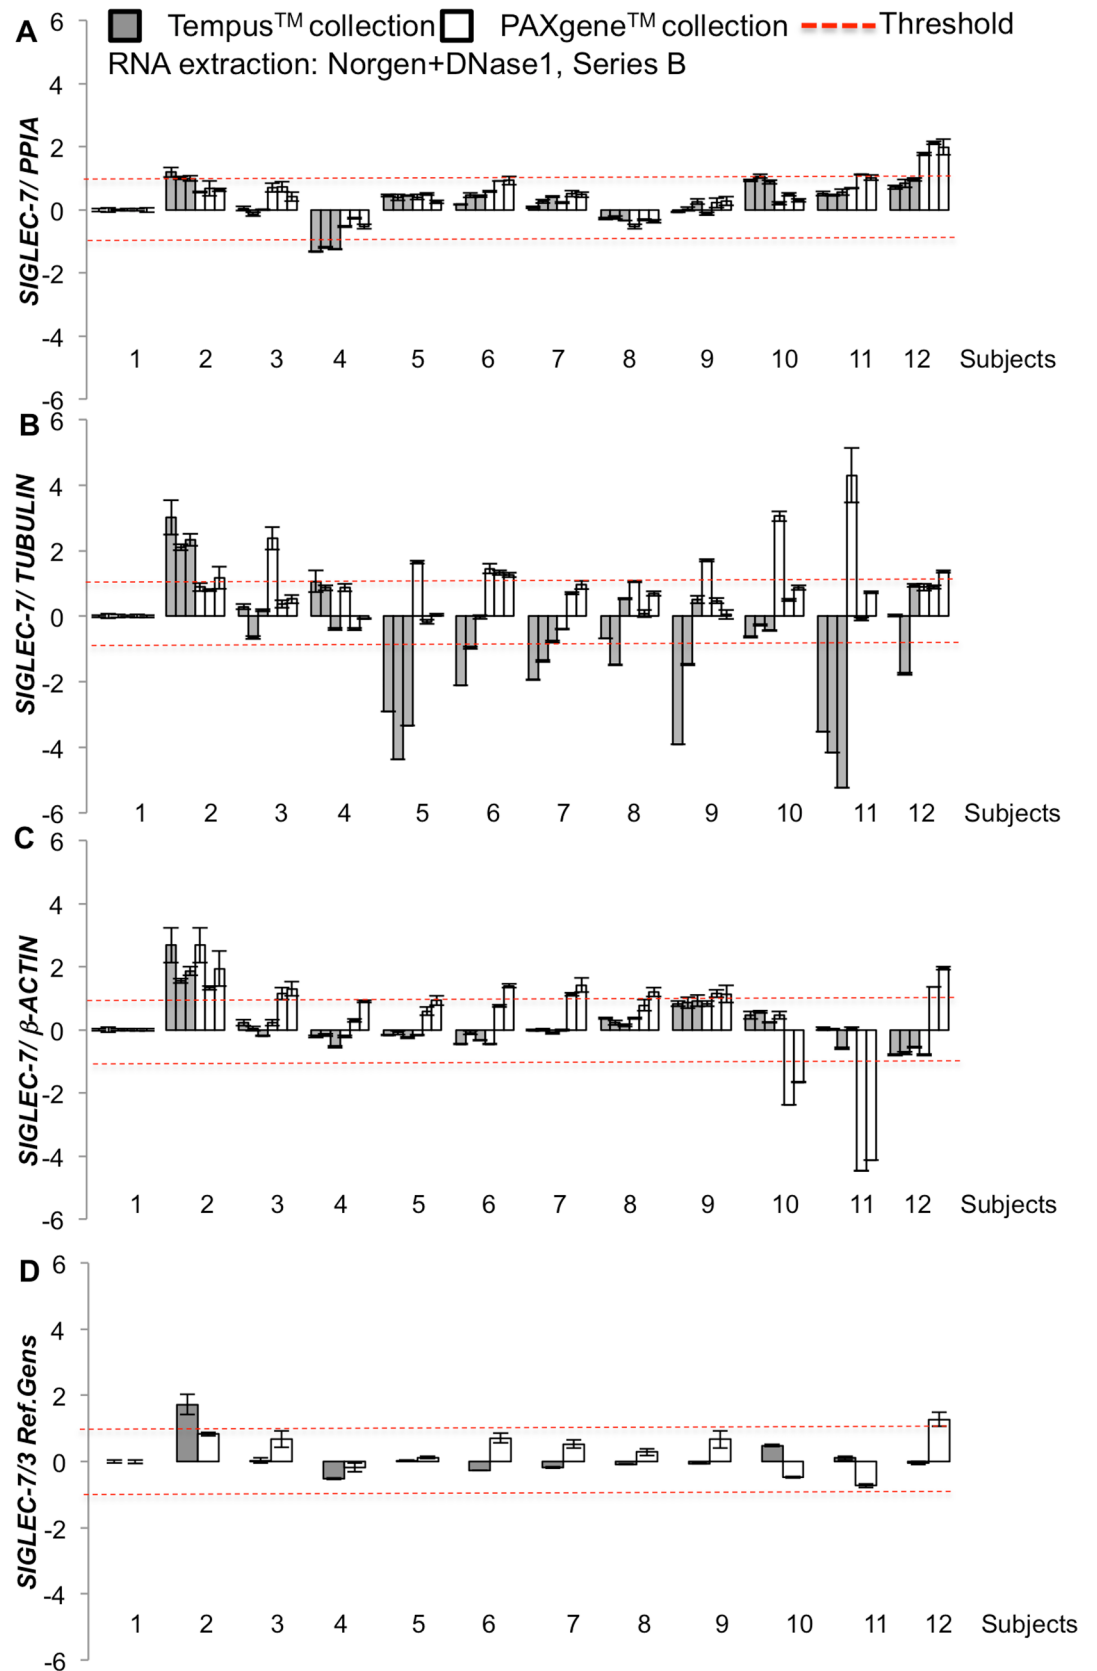 A
Tempus™ collection PAXgene™ collection Threshold
RNA extraction: Norgen+DNase1, Series B
SIGLEC-7/ PPIA
6
4
2
0
-2
-4
-6
1 2 3 4 5 6 7 8 9 10 11 12 Subjects
B
SIGLEC-7/ TUBULIN
6
4
2
0
-2
-4
-6
1 2 3 4 5 6 7 8 9 10 11 12 Subjects
C
SIGLEC-7/ β-ACTIN
6
4
2
0
-2
-4
-6
1 2 3 4 5 6 7 8 9 10 11 12 Subjects
D
SIGLEC-7/3 Ref.Gens
6
4
2
0
-2
-4
-6
1 2 3 4 5 6 7 8 9 10 11 12 Subjects